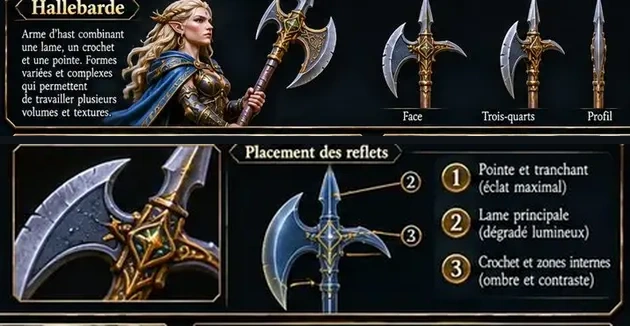 Hallebarde
Arme d'hast combinant
une lame, un crochet
et une pointe. Formes
variées et complexes
qui permettent
de travailler plusieurs
volumes et textures.
Face
Trois-quarts
Profil
Placement des reflets
2
3
1 Pointe et tranchant
(éclat maximal)
2 Lame principale
(dégradé lumineux)
3 Crochet et zones internes
(ombre et contraste)